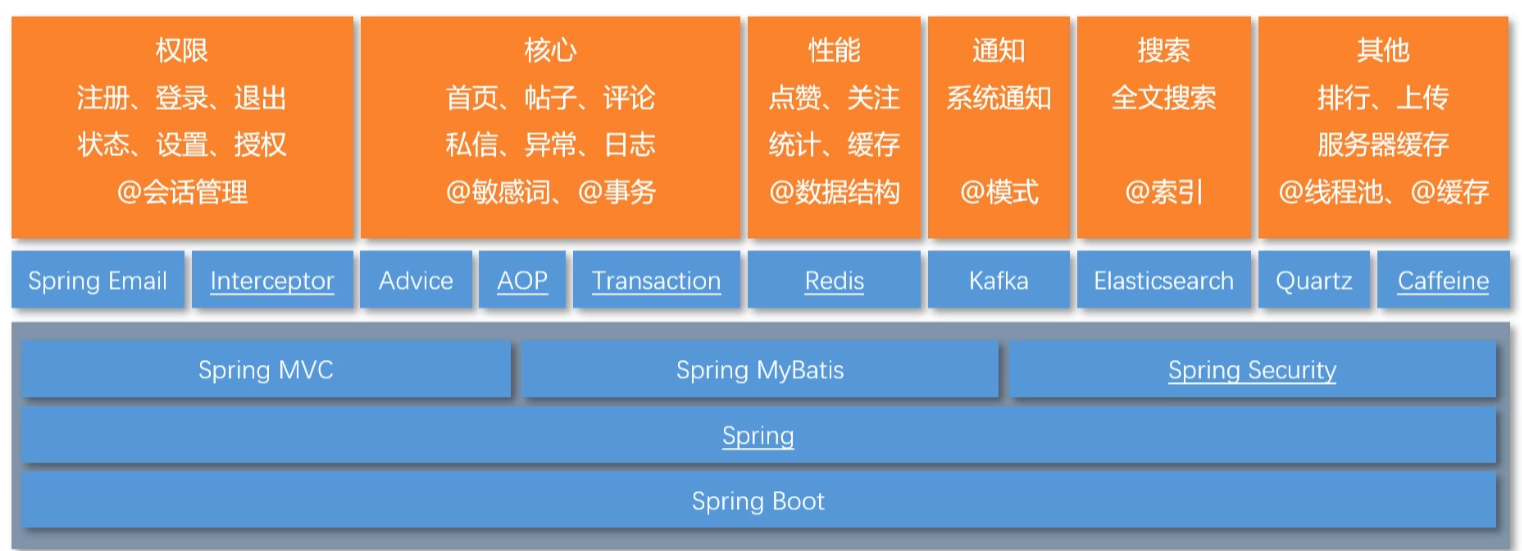 权限
注册、登录、退出
状态、设置、授权
@会话管理
核心
首页、帖子、评论
私信、异常、日志
@敏感词、@事务
性能
点赞、关注
统计、缓存
@数据结构
通知
系统通知
@模式
搜索
全文搜索
@索引
其他
排行、上传
服务器缓存
@线程池、@缓存
Spring Email
Interceptor
Advice
AOP
Transaction
Redis
Kafka
Elasticsearch
Quartz
Caffeine
Spring MVC
Spring MyBatis
Spring Security
Spring
Spring Boot